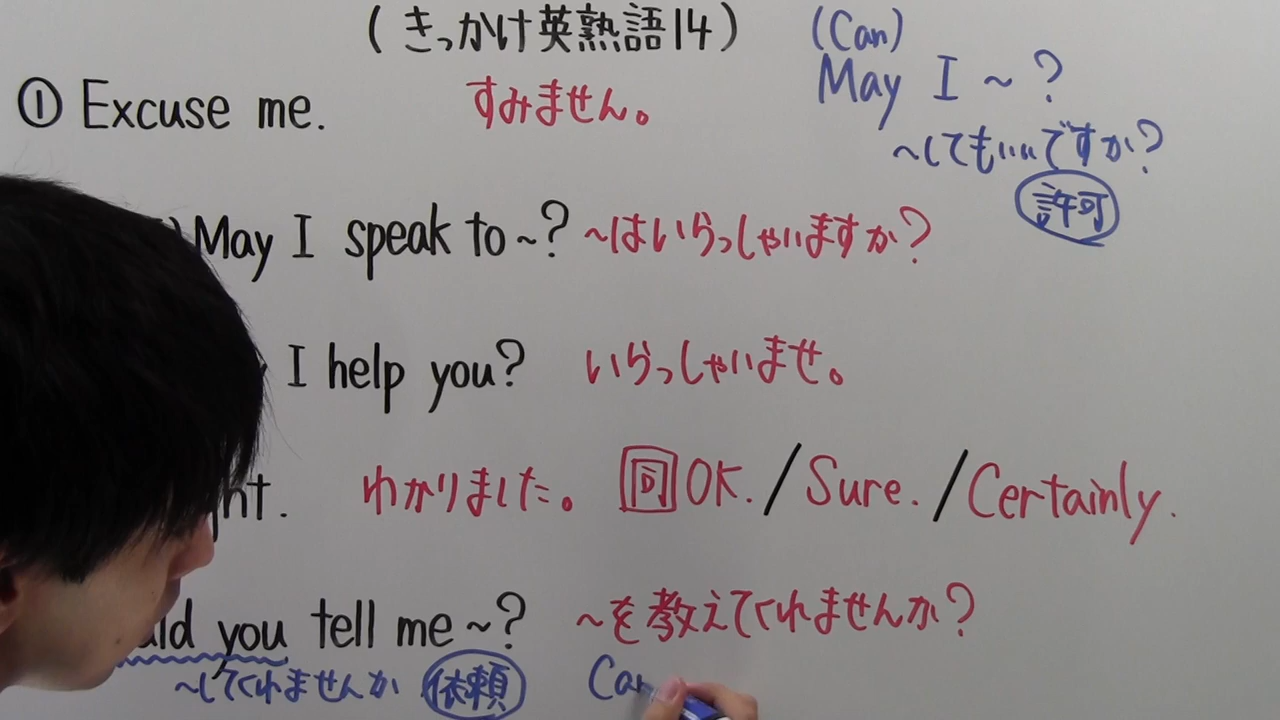 (きっかけ英熟語14)
(Can)
May I ~ ?
~してもいいですか?
許可
① Excuse me. すみません。
May I speak to ~? ~はいらっしゃいますか?
I help you? いらっしゃいませ。
わかりました。 同 OK. / Sure. / Certainly.
you tell me ~? ~を教えてくれませんか?
~してくれませんか 依頼 Can